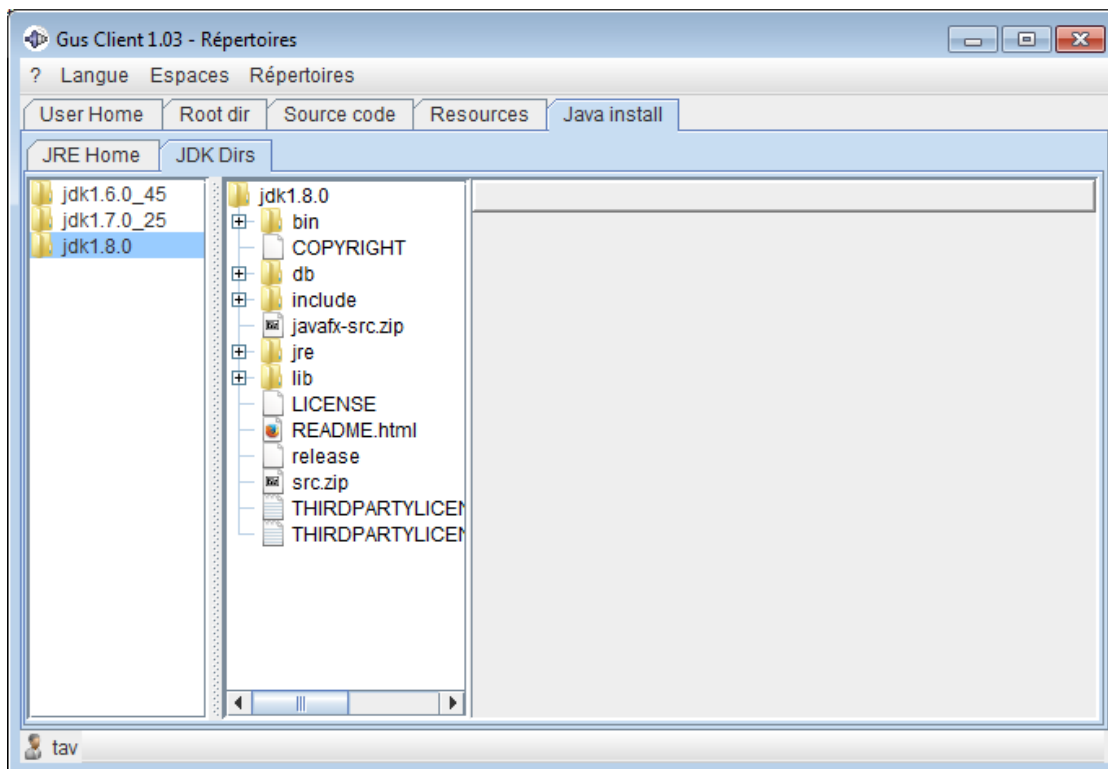 Gus Client 1.03 - Répertoires
? Langue Espaces Répertoires
User Home Root dir Source code Resources Java install
JRE Home JDK Dirs
jdk1.6.0_45
jdk1.7.0_25
jdk1.8.0
jdk1.8.0
bin
COPYRIGHT
db
include
javafx-src.zip
jre
lib
LICENSE
README.html
release
src.zip
THIRDPARTYLICEN
THIRDPARTYLICEN
tav